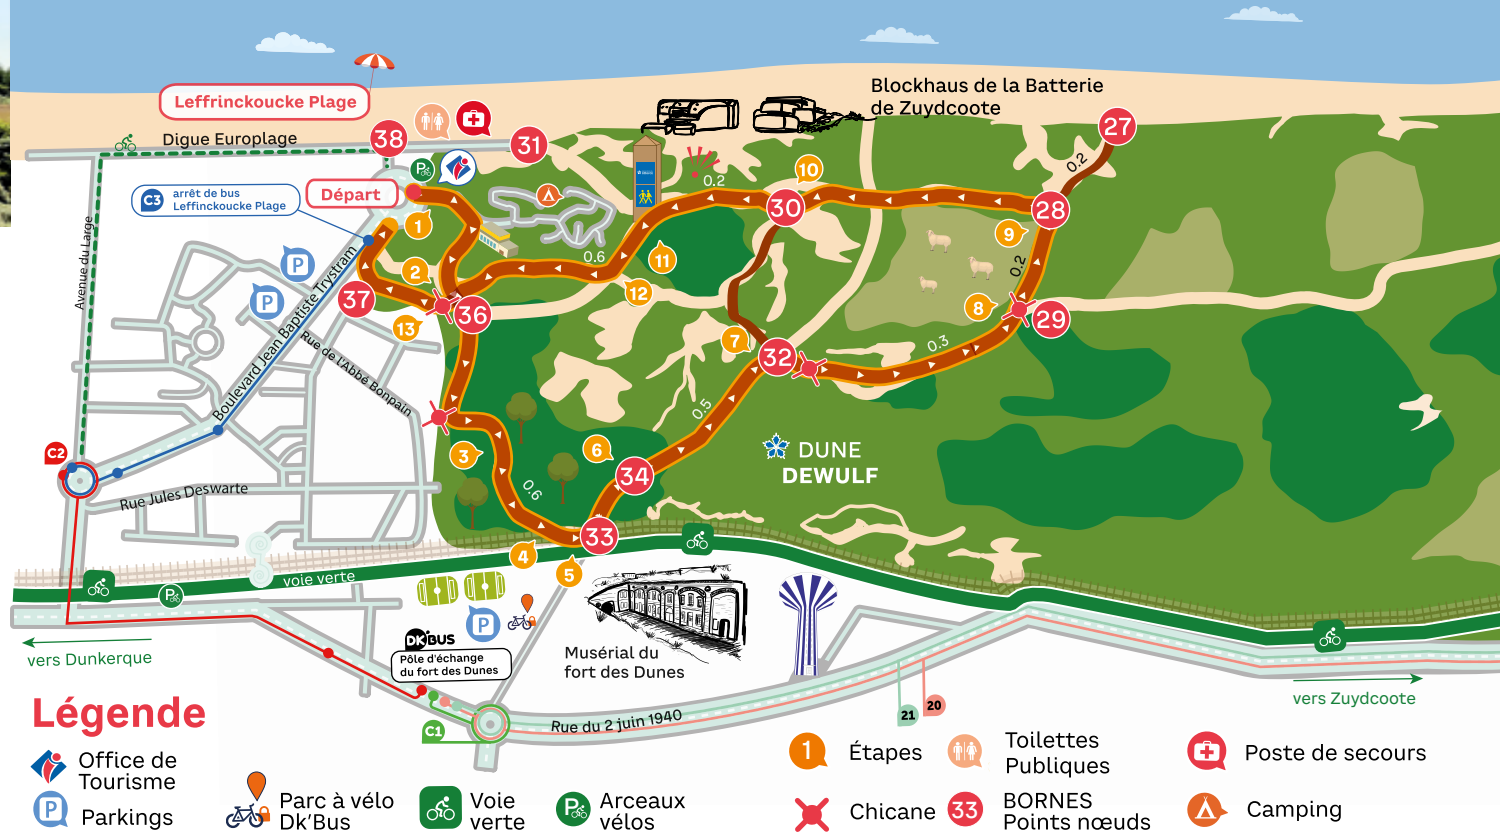 Blockhaus de la Batterie
de Zuydcoote
Leffrinckoucke Plage
27
38
31
Digue Europlage
0.2
10
0.2
Départ
C3
arrêt de bus
Leffrinckoucke Plage
30
28
1
9
Avenue du Large
0.6
11
0.2
P
2
12
37
36
8
29
P
13
7
32
0.3
Boulevard Jean Baptiste Trystram
Rue de l'Abbé Bonpain
0.5
C2
3
6
DUNE
DEWULF
34
Rue Jules Deswarte
0.6
33
4
5
voie verte
P
P
DK'BUS
Pôle d'échange
du fort des Dunes
Musérial du
fort des Dunes
vers Dunkerque
vers Zuydcoote
21
20
C1
Rue du 2 juin 1940
Légende
Office de
Tourisme
P
Parkings
Parc à vélo
Dk'Bus
Voie
verte
P
Arceaux
vélos
1
Étapes
Chicane
Toilettes
Publiques
33
BORNES
Points nœuds
Poste de secours
Camping